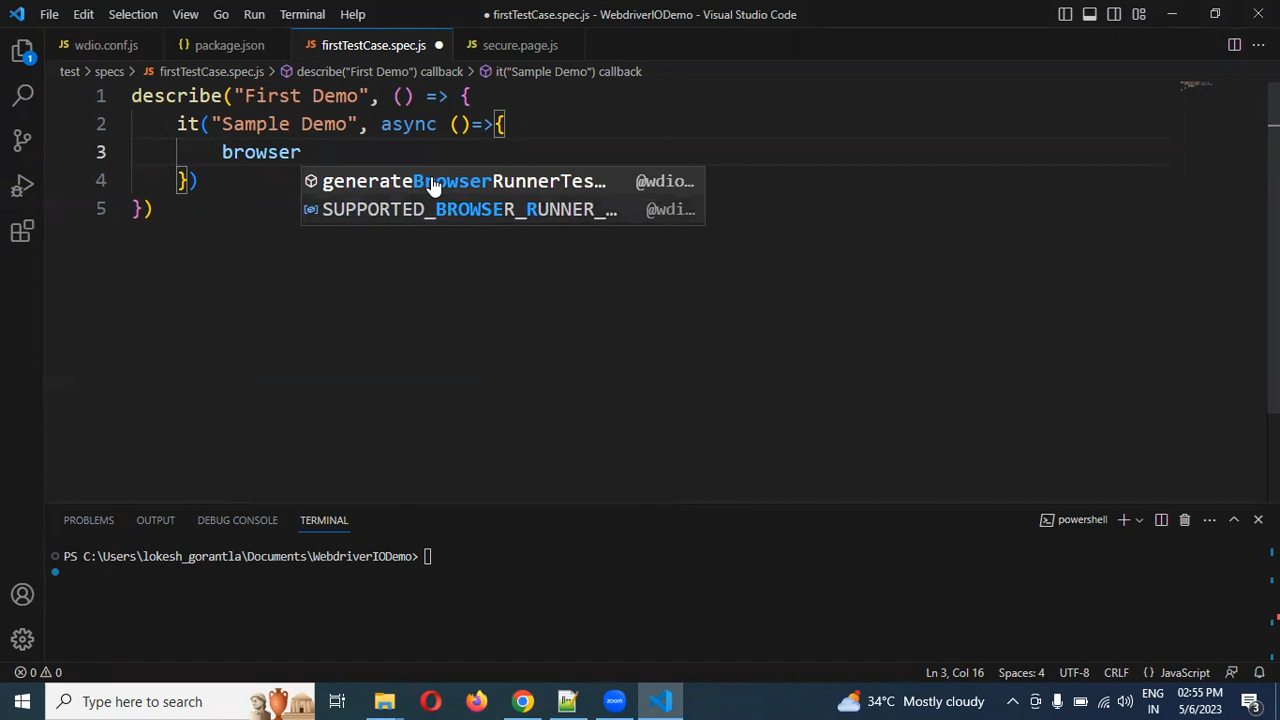 File Edit Selection View Go Run Terminal Help ● firstTestCase.spec.js - WebdriverIODemo - Visual Studio Code
JS wdio.conf.js {} package.json JS firstTestCase.spec.js ● JS secure.page.js
test > specs > JS firstTestCase.spec.js > describe("First Demo") callback > it("Sample Demo") callback
1 describe("First Demo", () => {
2 it("Sample Demo", async ()=>{
3 browser
4 })
generateBrowserRunnerTes… @wdio…
5 })
SUPPORTED_BROWSER_RUNNER_… @wdi…
1
PROBLEMS OUTPUT DEBUG CONSOLE TERMINAL powershell
PS C:\Users\lokesh_gorantla\Documents\WebdriverIODemo>
0 0 Ln 3, Col 16 Spaces: 4 UTF-8 CRLF {} JavaScript
Type here to search zoom 34°C Mostly cloudy ENG IN 02:55 PM 5/6/2023 3